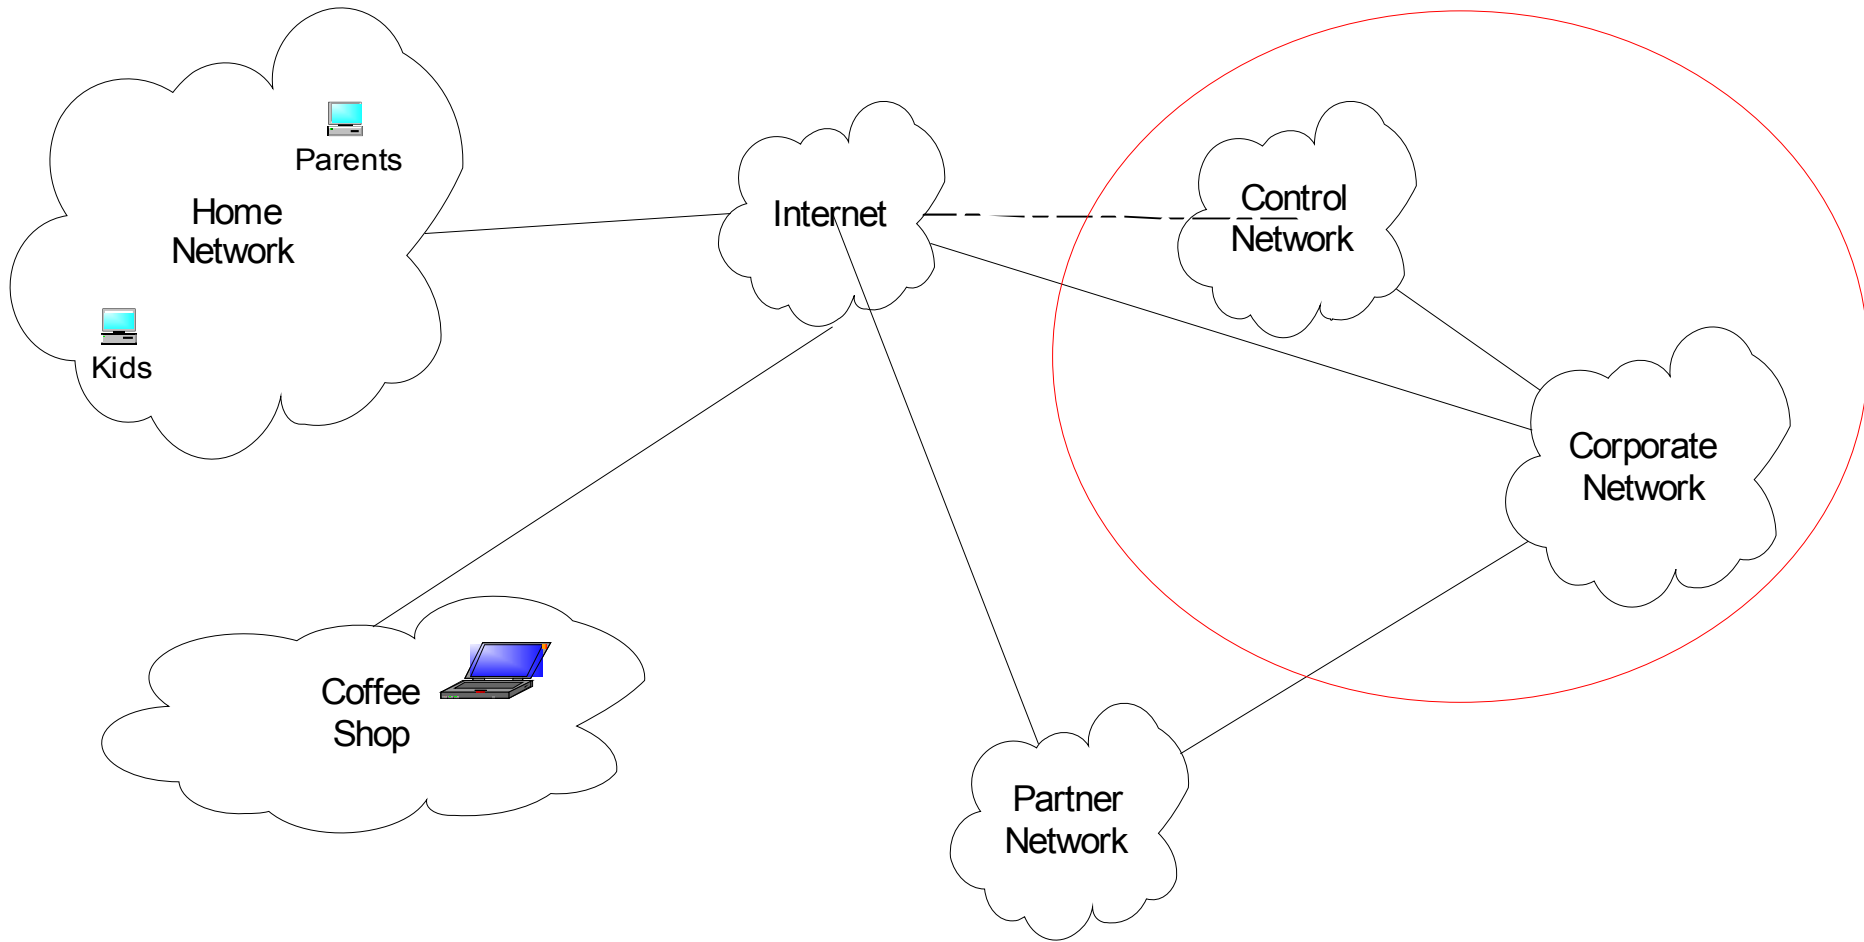 Parents
Home
Network
Kids
Internet
Control
Network
Corporate
Network
Coffee
Shop
Partner
Network